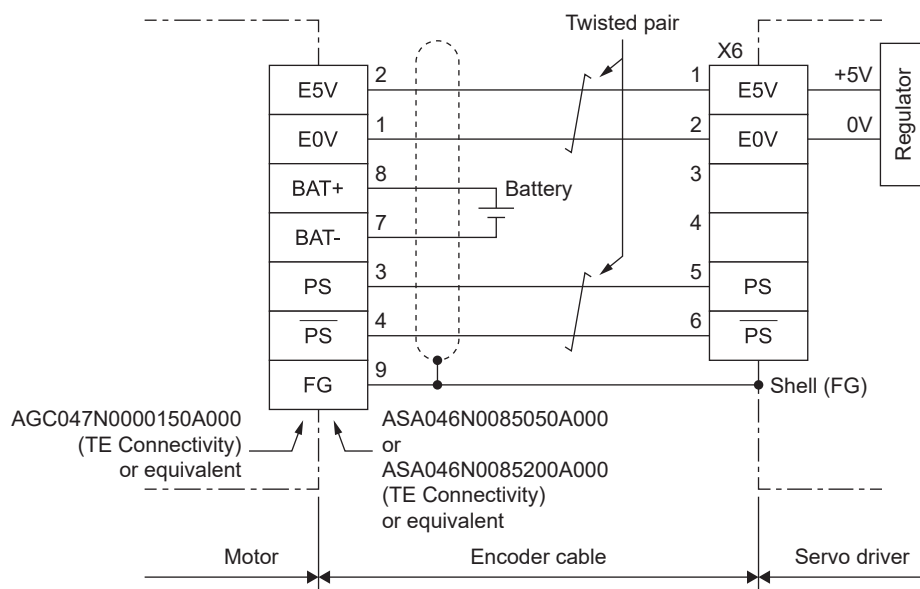 Twisted pair
X6
E5V 2 1 E5V +5V
E0V 1 2 E0V 0V
Regulator
BAT+ 8 Battery 3
BAT- 7 4
PS 3 5 PS
P̅S̅ 4 6 P̅S̅
FG 9 Shell (FG)
AGC047N0000150A000
(TE Connectivity)
or equivalent
ASA046N0085050A000
or
ASA046N0085200A000
(TE Connectivity)
or equivalent
Motor Encoder cable Servo driver